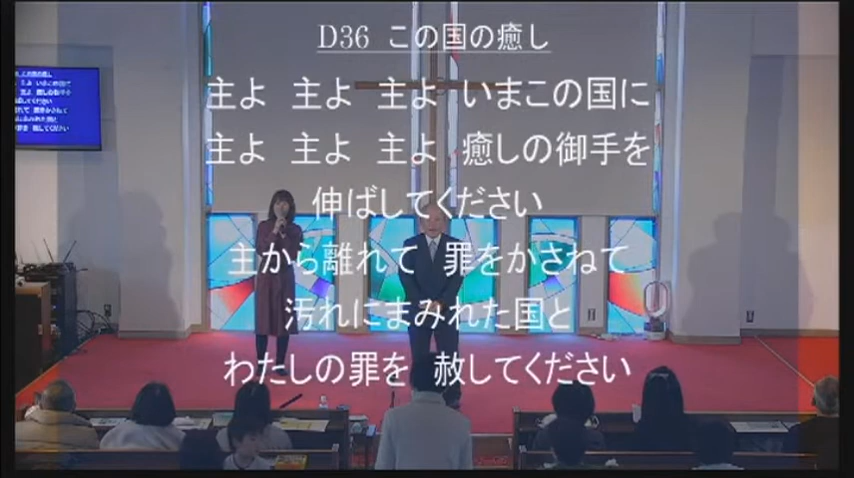 D36 この国の癒し
主よ 主よ 主よ いまこの国に
主よ 主よ 主よ 癒しの御手を
伸ばしてください
主から離れて 罪をかさねて
汚れにまみれた国と
わたしの罪を 赦してください